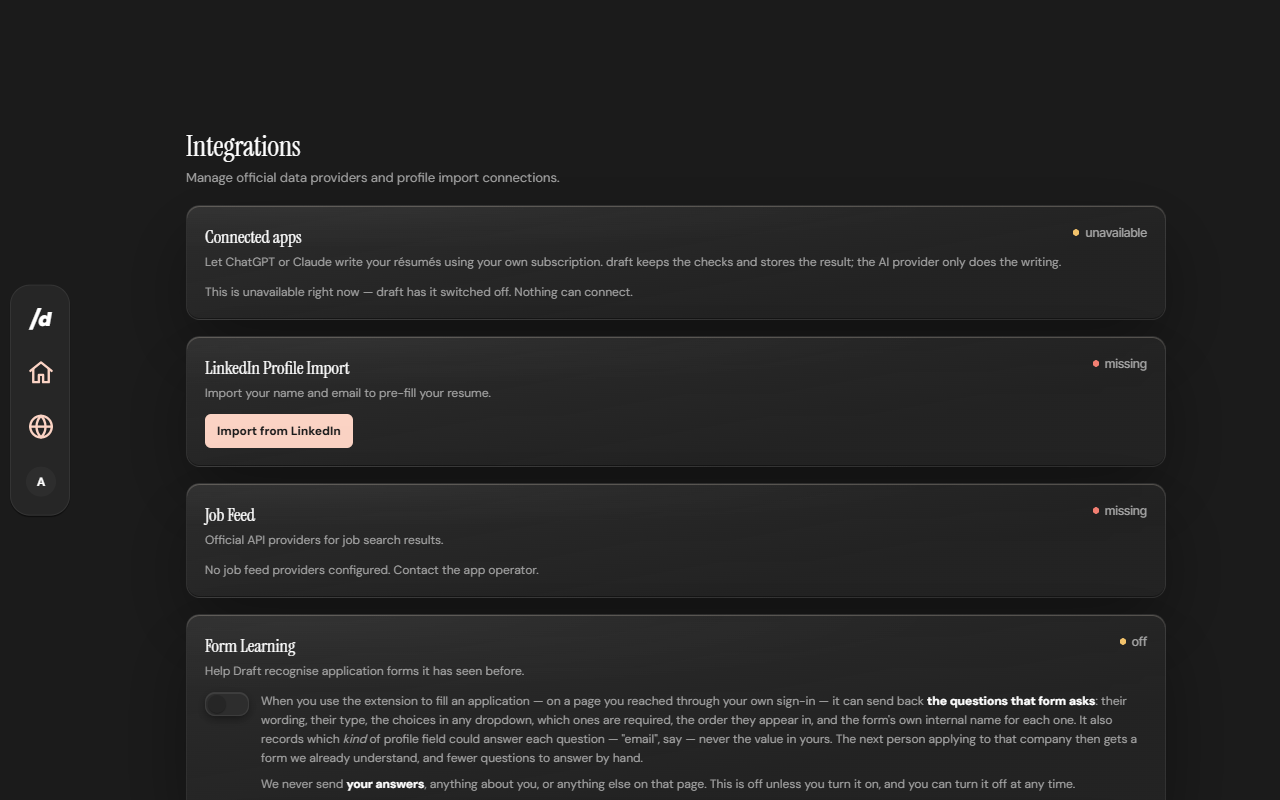 Integrations
Manage official data providers and profile import connections.
Connected apps
unavailable
Let ChatGPT or Claude write your résumés using your own subscription. draft keeps the checks and stores the result; the AI provider only does the writing.
This is unavailable right now — draft has it switched off. Nothing can connect.
/d
LinkedIn Profile Import
missing
Import your name and email to pre-fill your resume.
Import from LinkedIn
A
Job Feed
missing
Official API providers for job search results.
No job feed providers configured. Contact the app operator.
Form Learning
off
Help Draft recognise application forms it has seen before.
When you use the extension to fill an application — on a page you reached through your own sign-in — it can send back the questions that form asks: their
wording, their type, the choices in any dropdown, which ones are required, the order they appear in, and the form's own internal name for each one. It also
records which kind of profile field could answer each question — "email", say — never the value in yours. The next person applying to that company then gets a
form we already understand, and fewer questions to answer by hand.
We never send your answers, anything about you, or anything else on that page. This is off unless you turn it on, and you can turn it off at any time.